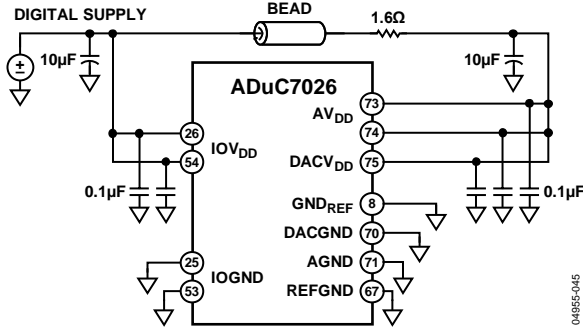 DIGITAL SUPPLY
BEAD
1.6Ω
10µF
10µF
ADuC7026
73
AVDD
74
26
IOVDD
54
DACVDD
75
0.1µF
0.1µF
GNDREF
8
DACGND
70
25
IOGND
AGND
71
53
REFGND
67
04955-045